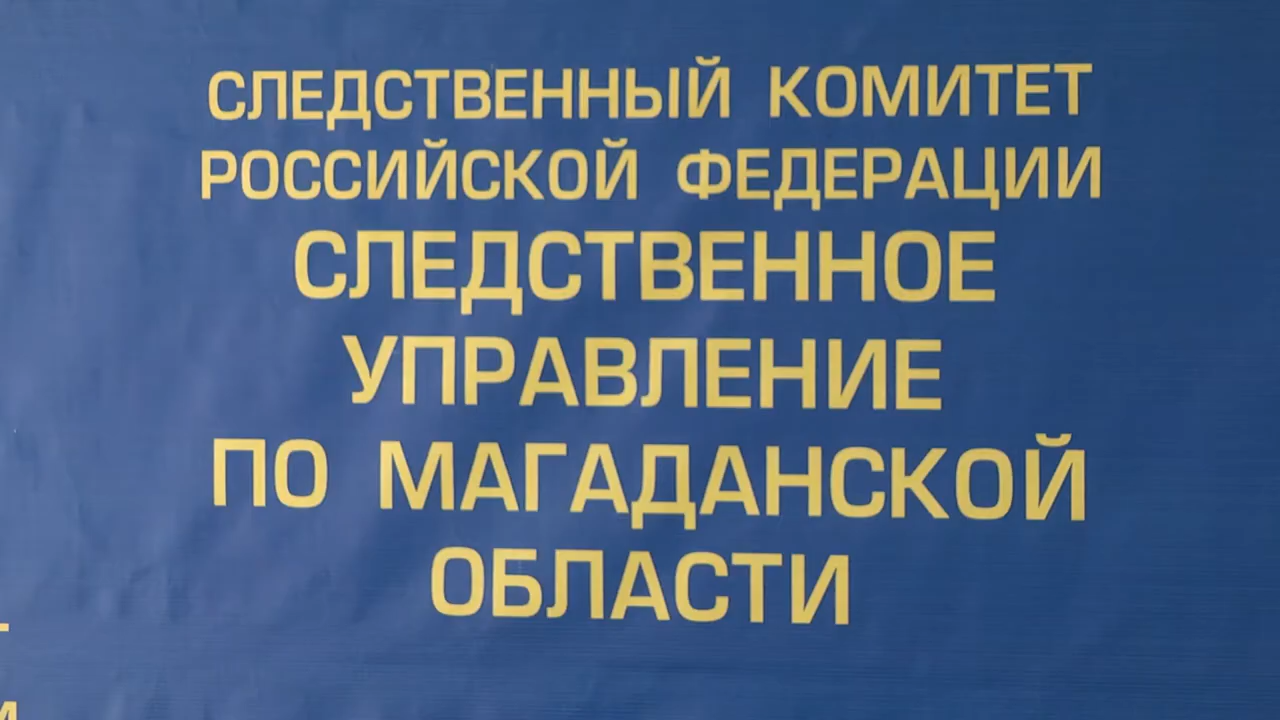 СЛЕДСТВЕННЫЙ КОМИТЕТ
РОССИЙСКОЙ ФЕДЕРАЦИИ
СЛЕДСТВЕННОЕ
УПРАВЛЕНИЕ
ПО МАГАДАНСКОЙ
ОБЛАСТИ